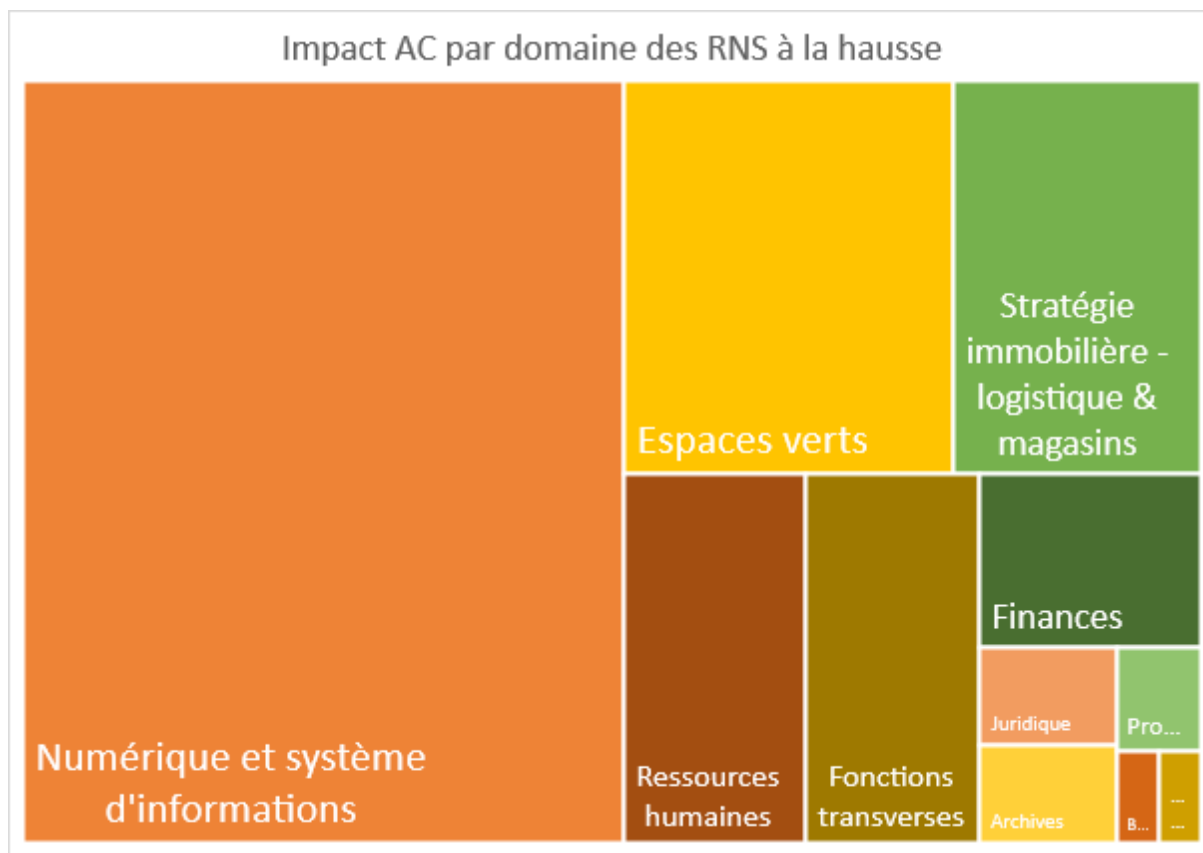 Impact AC par domaine des RNS à la hausse
Stratégie
immobilière -
logistique &
magasins
Espaces verts
Finances
Juridique
Pro...
Numérique et système
d'informations
Ressources
humaines
Fonctions
transverses
Archives
B...
...
...